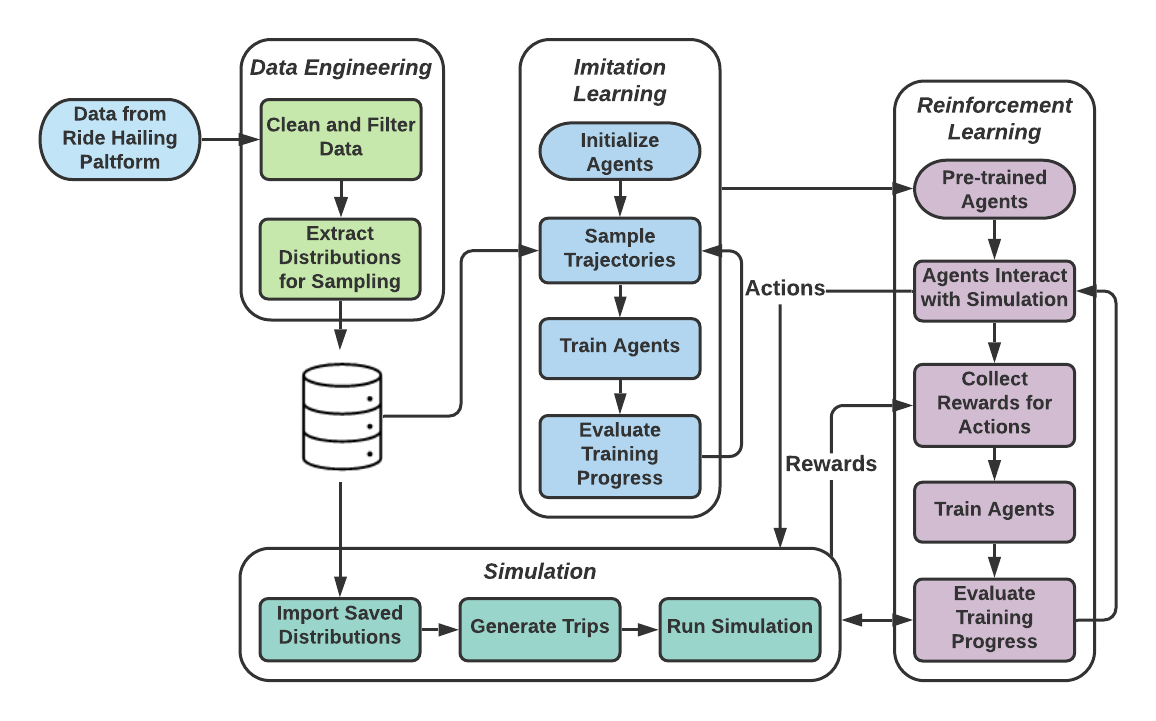 Data from
Ride Hailing
Paltform
Data Engineering
Clean and Filter
Data
Extract
Distributions
for Sampling
Imitation
Learning
Initialize
Agents
Sample
Trajectories
Train Agents
Evaluate
Training
Progress
Reinforcement
Learning
Pre-trained
Agents
Agents Interact
with Simulation
Collect
Rewards for
Actions
Train Agents
Evaluate
Training
Progress
Actions
Rewards
Simulation
Import Saved
Distributions
Generate Trips
Run Simulation